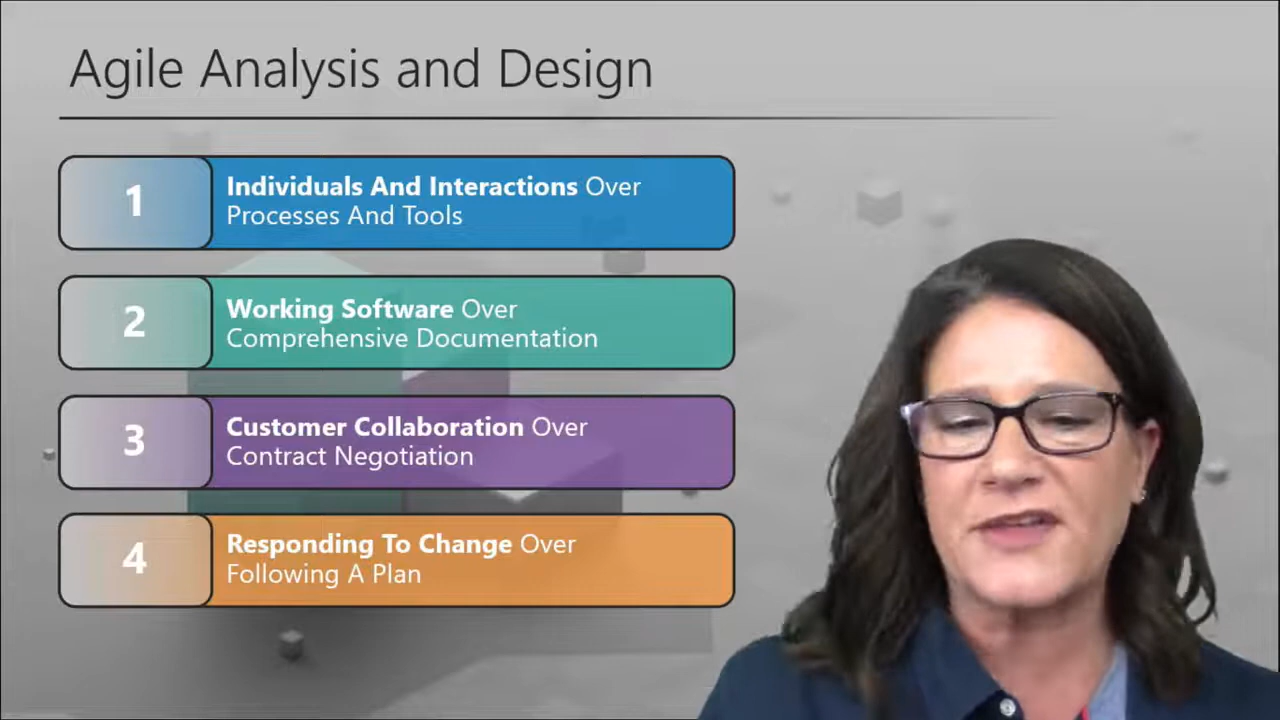 Agile Analysis and Design
1
Individuals And Interactions Over
Processes And Tools
2
Working Software Over
Comprehensive Documentation
3
Customer Collaboration Over
Contract Negotiation
4
Responding To Change Over
Following A Plan